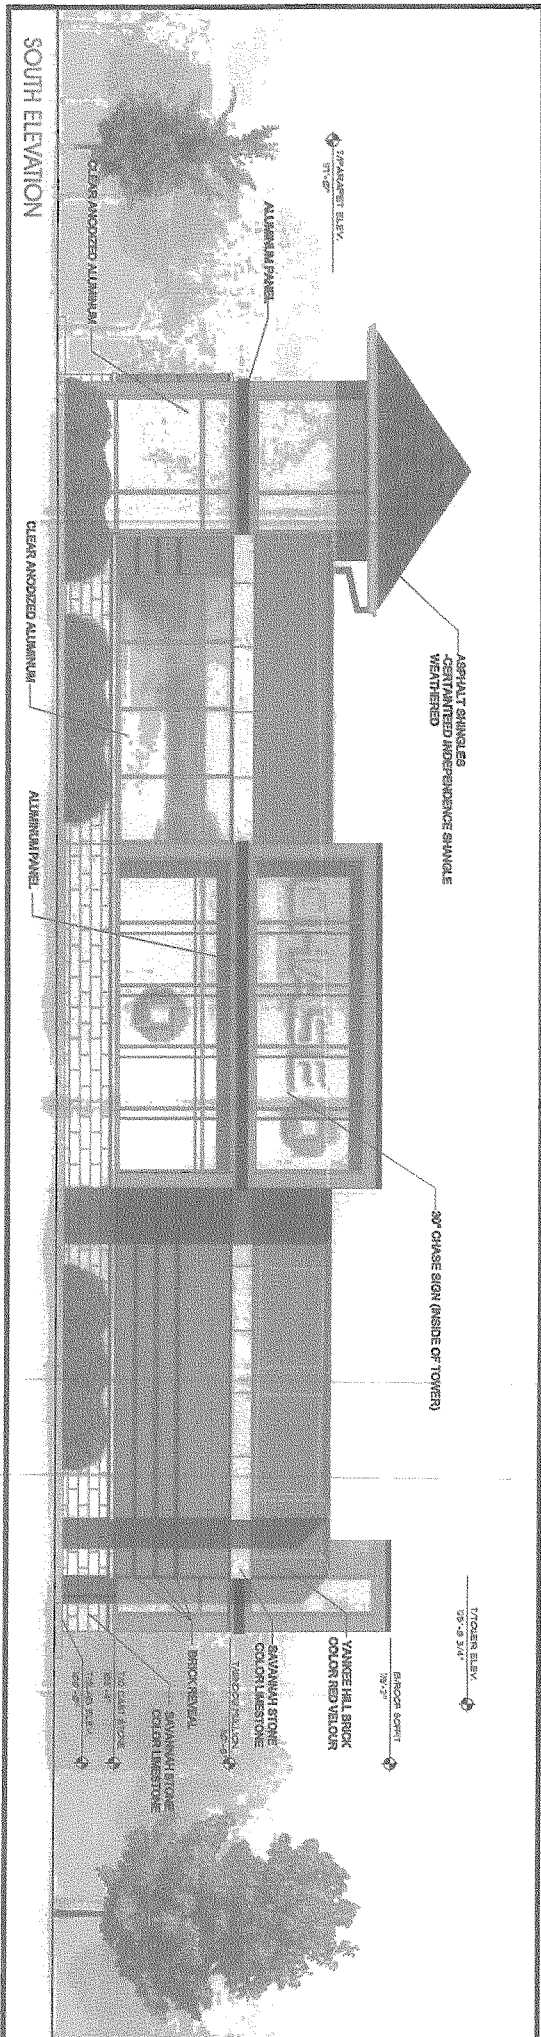 SOUTH ELEVATION
T/PARAPET ELEV.
ALUMINUM PANEL
CLEAR ANODIZED ALUMINUM
ASPHALT SHINGLES
-CERTAINTEED INDEPENDENCE SHANGLE
WEATHERED
CLEAR ANODIZED ALUMINUM
ALUMINUM PANEL
CHASE
30" CHASE SIGN (INSIDE OF TOWER)
T/TOWER ELEV.
B/ROOF SOFFIT
YANKEE HILL BRICK
COLOR RED VELOUR
SAVANNAH STONE
COLOR LIMESTONE
BRICK REVEAL
SAVANNAH STONE
COLOR LIMESTONE